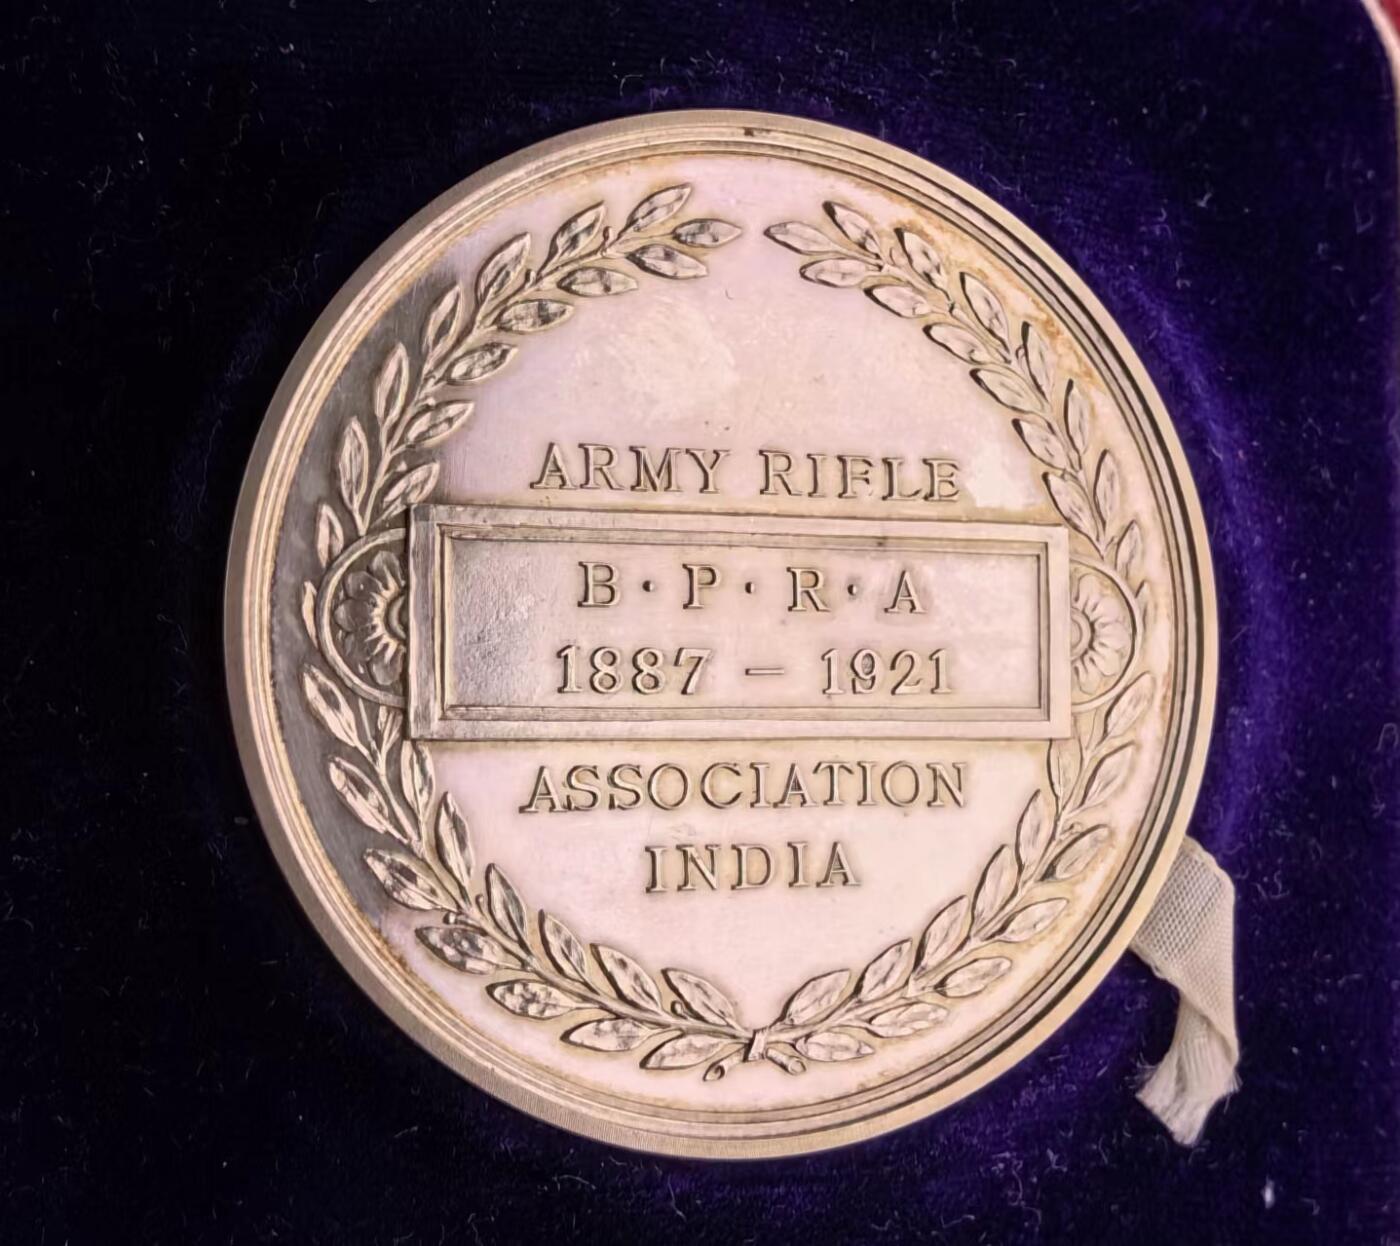 ARMY RIFLE
B·P·R·A
1887 – 1921
ASSOCIATION
INDIA